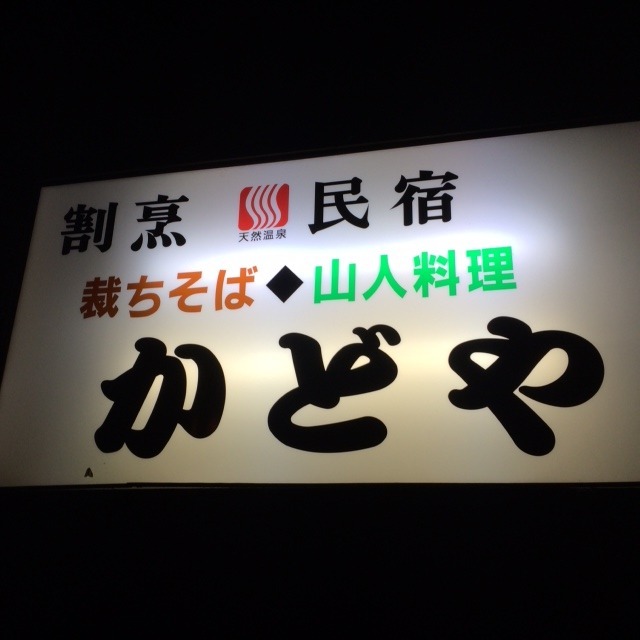 割烹 天然温泉 民宿
裁ちそば◆山人料理
かどや